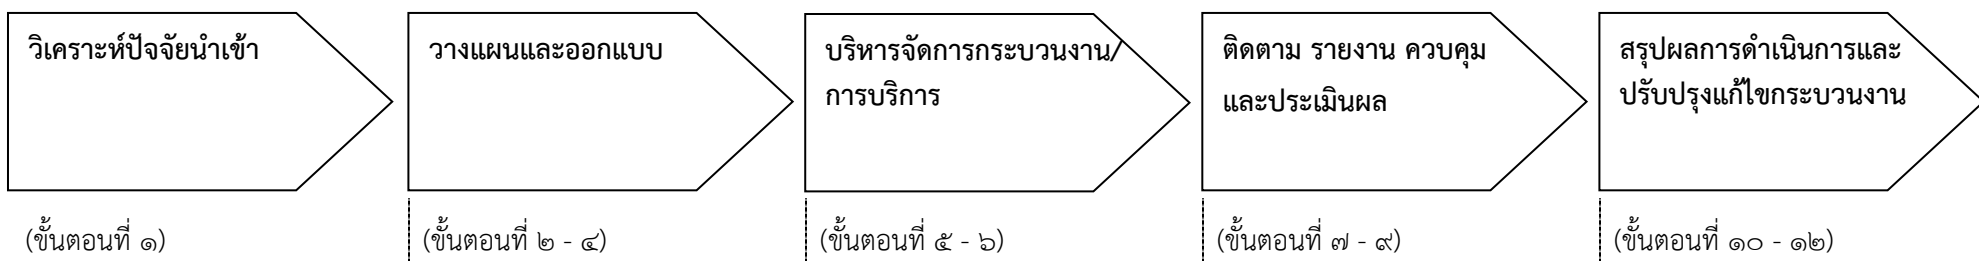 วิเคราะห์ปัจจัยนำเข้า
วางแผนและออกแบบ
บริหารจัดการกระบวนงาน/
การบริการ
ติดตาม รายงาน ควบคุม
และประเมินผล
สรุปผลการดำเนินการและ
ปรับปรุงแก้ไขกระบวนงาน
(ขั้นตอนที่ ๑)
(ขั้นตอนที่ ๒ - ๔)
(ขั้นตอนที่ ๕ - ๖)
(ขั้นตอนที่ ๗ - ๙)
(ขั้นตอนที่ ๑๐ - ๑๒)